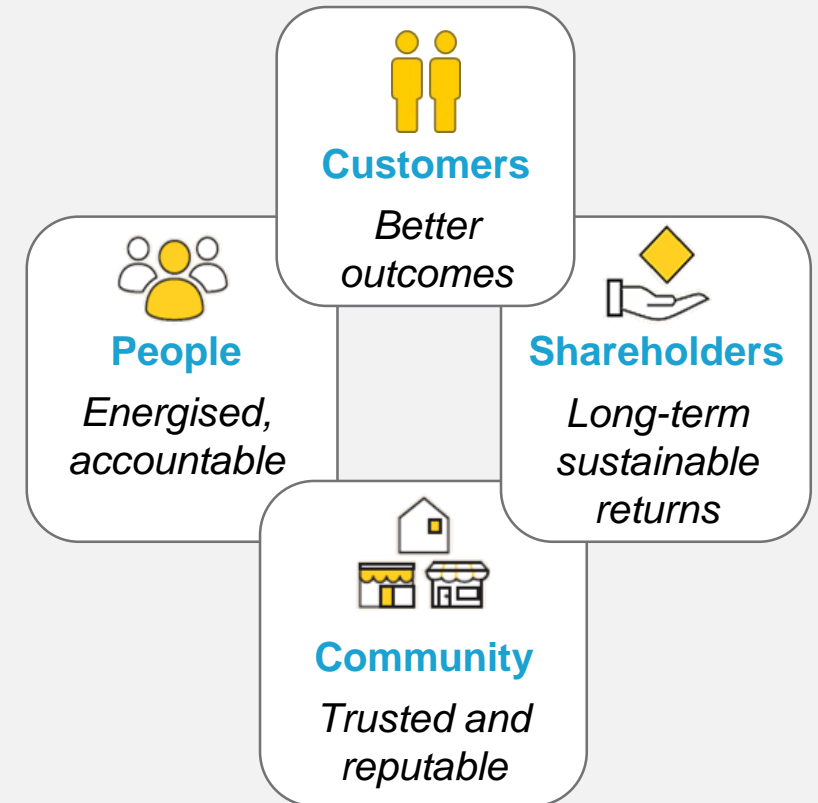 Customers
Better
outcomes
People
Energised,
accountable
Shareholders
Long-term
sustainable
returns
Community
Trusted and
reputable